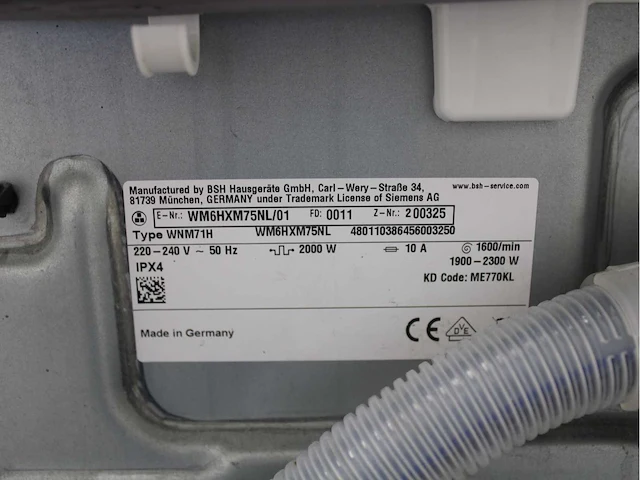 Manufactured by BSH Hausgeräte GmbH, Carl-Wery-Straße 34,
81739 München, GERMANY under Trademark License of Siemens AG
www.bsh-service.com
E-Nr.: WM6HXM75NL/01 FD: 0011 Z-Nr.: 200325
Type WNM71H WM6HXM75NL 480110386456003250
220-240 V ~ 50 Hz 2000 W 10 A 1600/min
1900-2300 W
IPX4
KD Code: ME770KL
Made in Germany
CE DVE